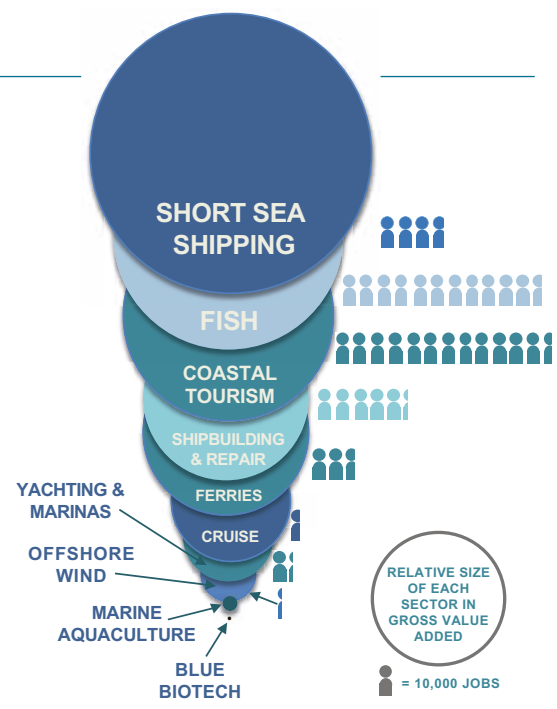 SHORT SEA
SHIPPING
FISH
COASTAL
TOURISM
SHIPBUILDING
& REPAIR
FERRIES
YACHTING &
MARINAS
CRUISE
OFFSHORE
WIND
MARINE
AQUACULTURE
BLUE
BIOTECH
RELATIVE SIZE
OF EACH
SECTOR IN
GROSS VALUE
ADDED
= 10,000 JOBS